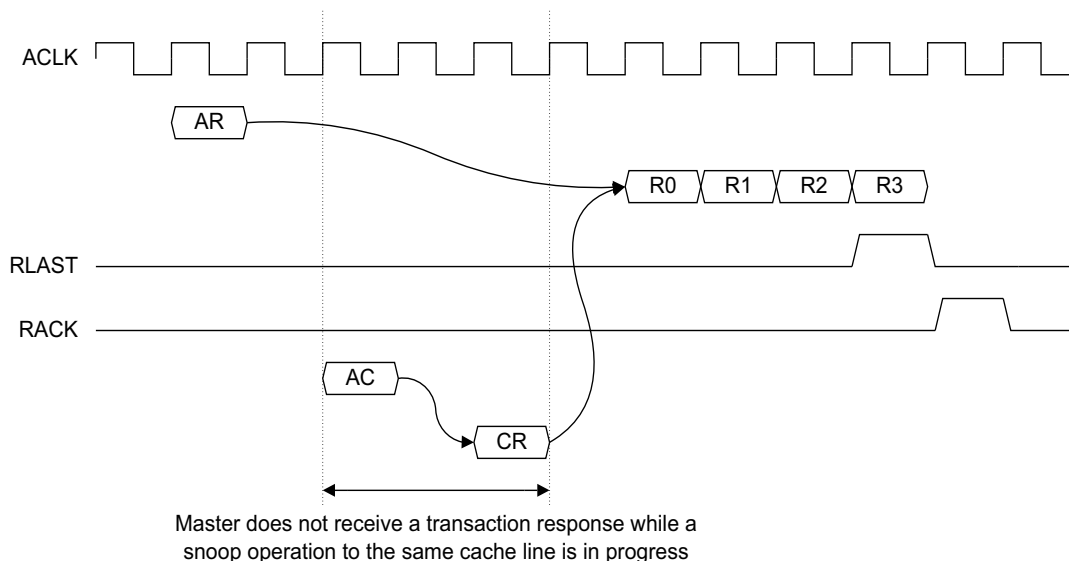 ACLK
AR
R0 R1 R2 R3
RLAST
RACK
AC
CR
Master does not receive a transaction response while a
snoop operation to the same cache line is in progress